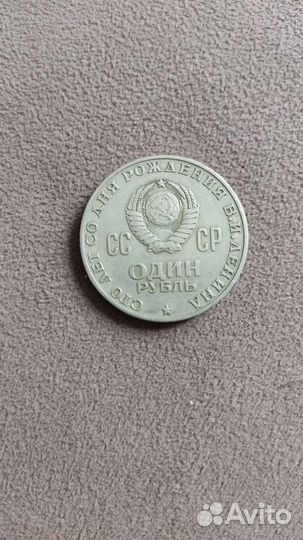 СТО ЛЕТ СО ДНЯ РОЖДЕНИЯ В.И.ЛЕНИНА
СС СР
ОДИН
РУБЛЬ
Avito